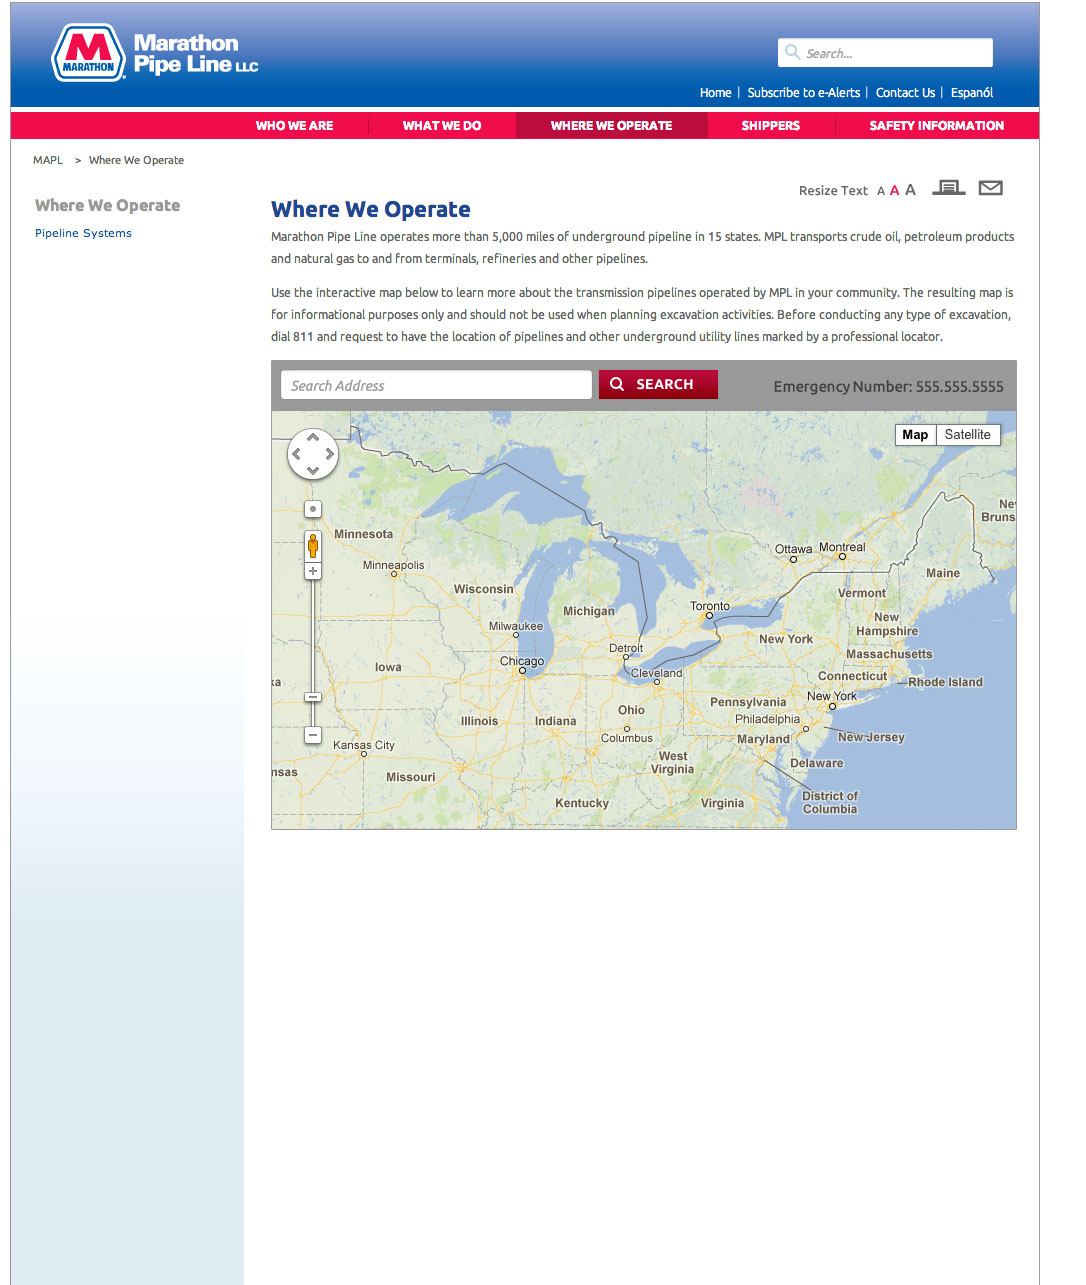 MARATHON
Marathon
Pipe Line LLC
Search...
Home | Subscribe to e-Alerts | Contact Us | Espanól
WHO WE ARE
WHAT WE DO
WHERE WE OPERATE
SHIPPERS
SAFETY INFORMATION
MAPL > Where We Operate
Resize Text A A A
Where We Operate
Pipeline Systems
Where We Operate
Marathon Pipe Line operates more than 5,000 miles of underground pipeline in 15 states. MPL transports crude oil, petroleum products
and natural gas to and from terminals, refineries and other pipelines.
Use the interactive map below to learn more about the transmission pipelines operated by MPL in your community. The resulting map is
for informational purposes only and should not be used when planning excavation activities. Before conducting any type of excavation,
dial 811 and request to have the location of pipelines and other underground utility lines marked by a professional locator.
Search Address
SEARCH
Emergency Number: 555.555.5555
Map
Satellite
Ne
Bruns
Minnesota
Ottawa
Montreal
Minneapolis
Maine
Wisconsin
Vermont
Michigan
Toronto
New
Hampshire
Milwaukee
New York
Detroit
Massachusetts
Chicago
Iowa
Cleveland
Connecticut
Rhode Island
ka
New York
Pennsylvania
Ohio
Illinois
Indiana
Philadelphia
Columbus
Maryland
New Jersey
Kansas City
West
Virginia
Delaware
nsas
Missouri
District of
Columbia
Kentucky
Virginia